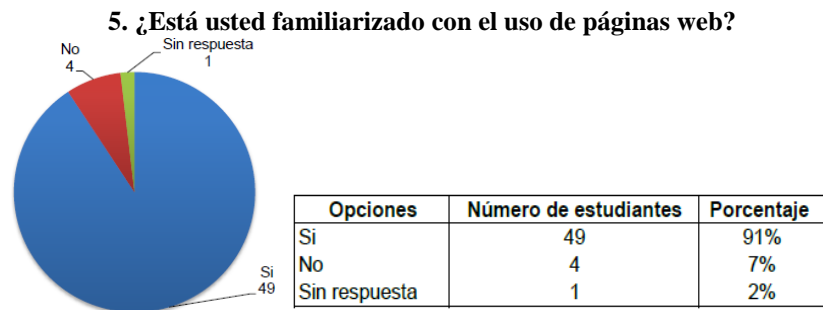 5. ¿Está usted familiarizado con el uso de páginas web?
No
4
Sin respuesta
1
Si
49
Opciones Número de estudiantes Porcentaje
Si 49 91%
No 4 7%
Sin respuesta 1 2%